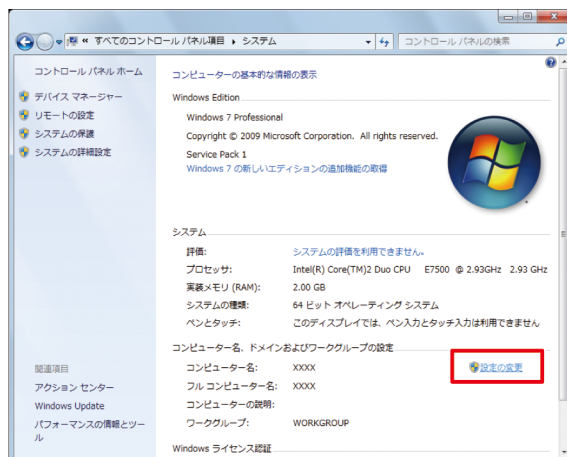 « すべてのコントロール パネル項目 ▸ システム
コントロール パネルの検索
コントロール パネル ホーム
デバイス マネージャー
リモートの設定
システムの保護
システムの詳細設定
コンピューターの基本的な情報の表示
Windows Edition
Windows 7 Professional
Copyright © 2009 Microsoft Corporation. All rights reserved.
Service Pack 1
Windows 7 の新しいエディションの追加機能の取得
システム
評価: システムの評価を利用できません。
プロセッサ: Intel(R) Core(TM)2 Duo CPU E7500 @ 2.93GHz 2.93 GHz
実装メモリ (RAM): 2.00 GB
システムの種類: 64 ビット オペレーティング システム
ペンとタッチ: このディスプレイでは、ペン入力とタッチ入力は利用できません
コンピューター名、ドメインおよびワークグループの設定
コンピューター名: XXXX 設定の変更
フル コンピューター名: XXXX
コンピューターの説明:
ワークグループ: WORKGROUP
Windows ライセンス認証
関連項目
アクション センター
Windows Update
パフォーマンスの情報とツー
ル